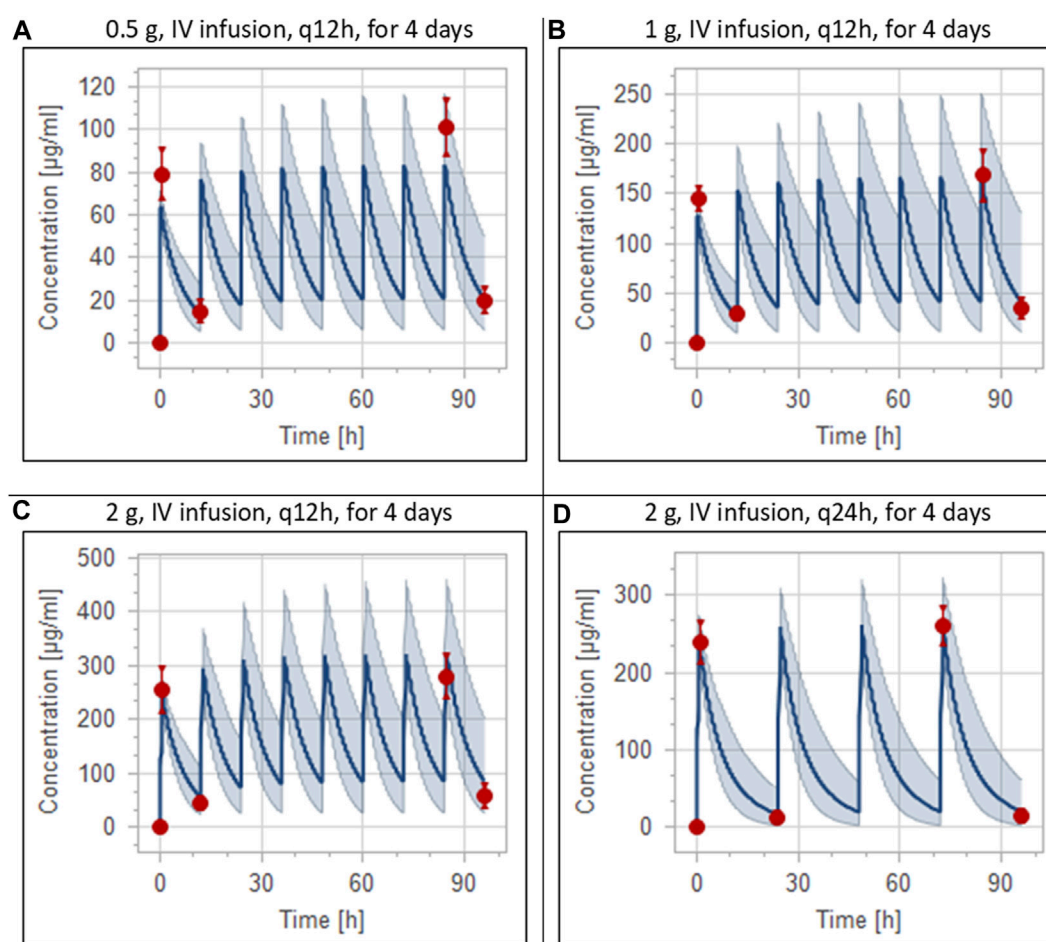 A 0.5 g, IV infusion, q12h, for 4 days
120
100
80
60
40
20
0
Concentration [µg/ml]
0 30 60 90
Time [h]
B 1 g, IV infusion, q12h, for 4 days
250
200
150
100
50
0
Concentration [µg/ml]
0 30 60 90
Time [h]
C 2 g, IV infusion, q12h, for 4 days
500
400
300
200
100
0
Concentration [µg/ml]
0 30 60 90
Time [h]
D 2 g, IV infusion, q24h, for 4 days
300
200
100
0
Concentration [µg/ml]
0 30 60 90
Time [h]